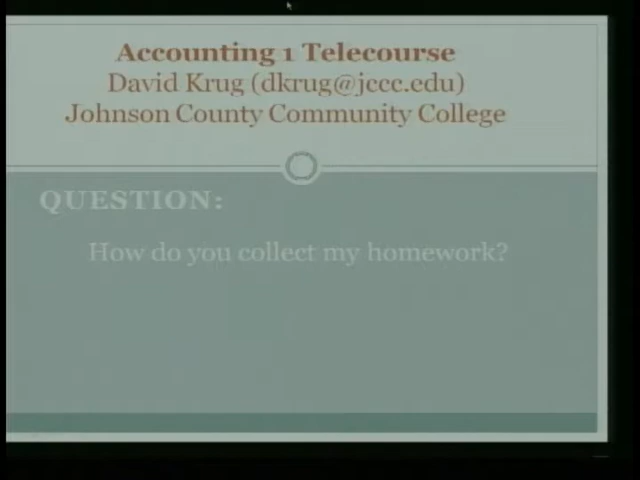 Accounting 1 Telecourse
David Krug (dkrug@jccc.edu)
Johnson County Community College
QUESTION:
How do you collect my homework?